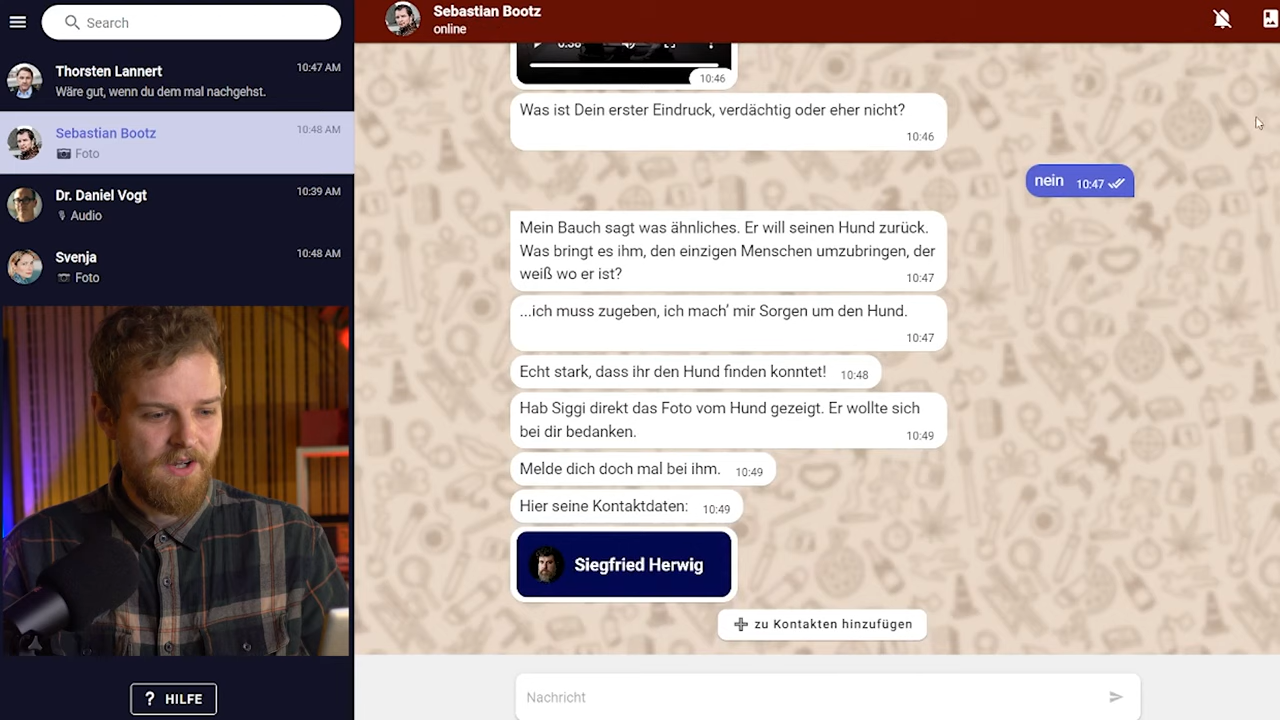 Search
Thorsten Lannert
10:47 AM
Wäre gut, wenn du dem mal nachgehst.
Sebastian Bootz
10:48 AM
Foto
Dr. Daniel Vogt
10:39 AM
Audio
Svenja
10:48 AM
Foto
? HILFE
Sebastian Bootz
online
0:38
10:46
Was ist Dein erster Eindruck, verdächtig oder eher nicht?
10:46
nein 10:47
Mein Bauch sagt was ähnliches. Er will seinen Hund zurück.
Was bringt es ihm, den einzigen Menschen umzubringen, der
weiß wo er ist?
10:47
...ich muss zugeben, ich mach’ mir Sorgen um den Hund.
10:47
Echt stark, dass ihr den Hund finden konntet! 10:48
Hab Siggi direkt das Foto vom Hund gezeigt. Er wollte sich
bei dir bedanken.
10:49
Melde dich doch mal bei ihm. 10:49
Hier seine Kontaktdaten: 10:49
Siegfried Herwig
zu Kontakten hinzufügen
Nachricht